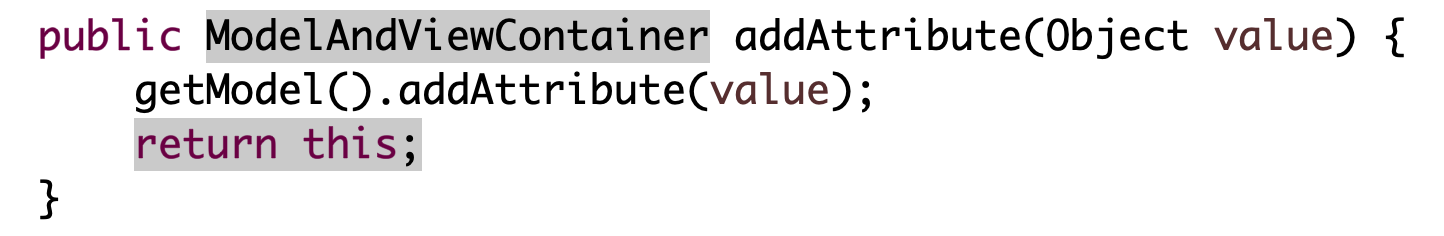 public ModelAndViewContainer addAttribute(Object value) {
    getModel().addAttribute(value);
    return this;
}